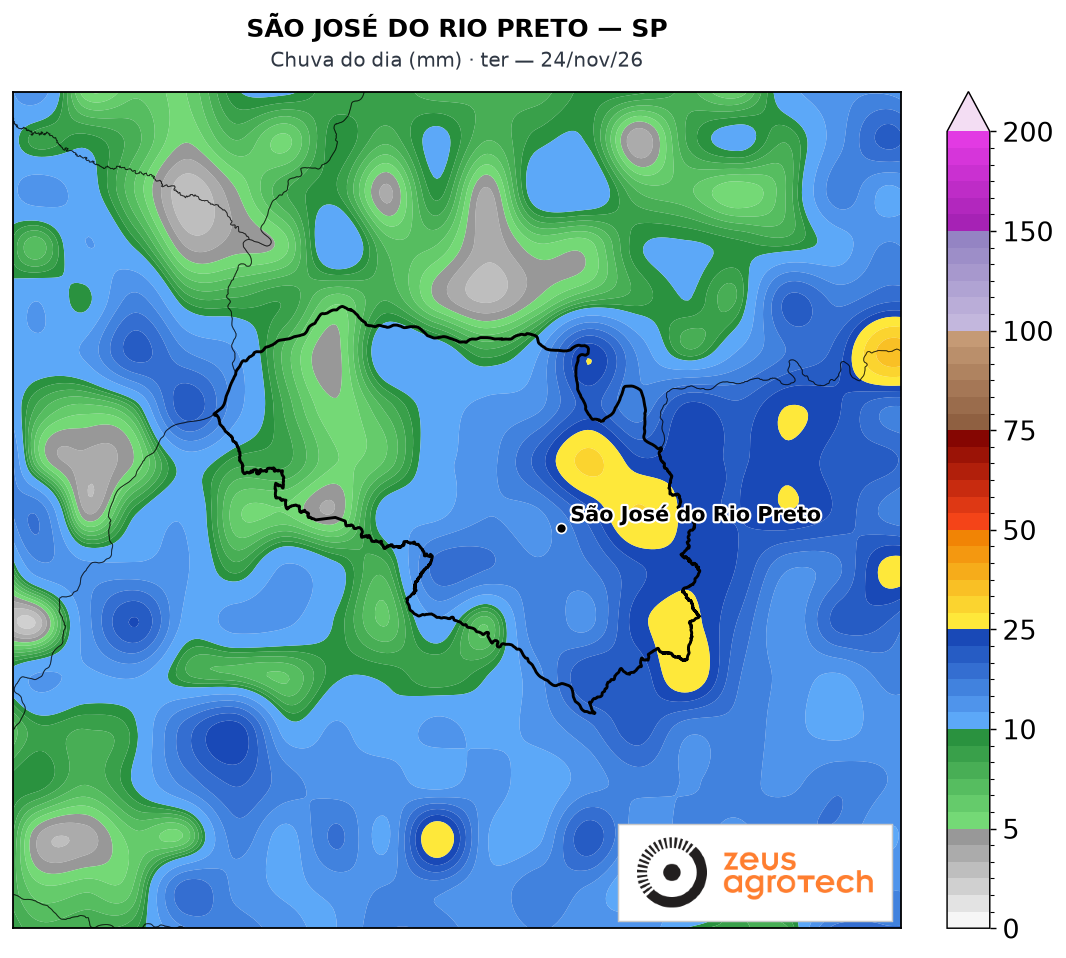 SÃO JOSÉ DO RIO PRETO — SP
Chuva do dia (mm) · ter — 24/nov/26
200
150
100
75
50
25
10
5
0
São José do Rio Preto
zeus
agrotech